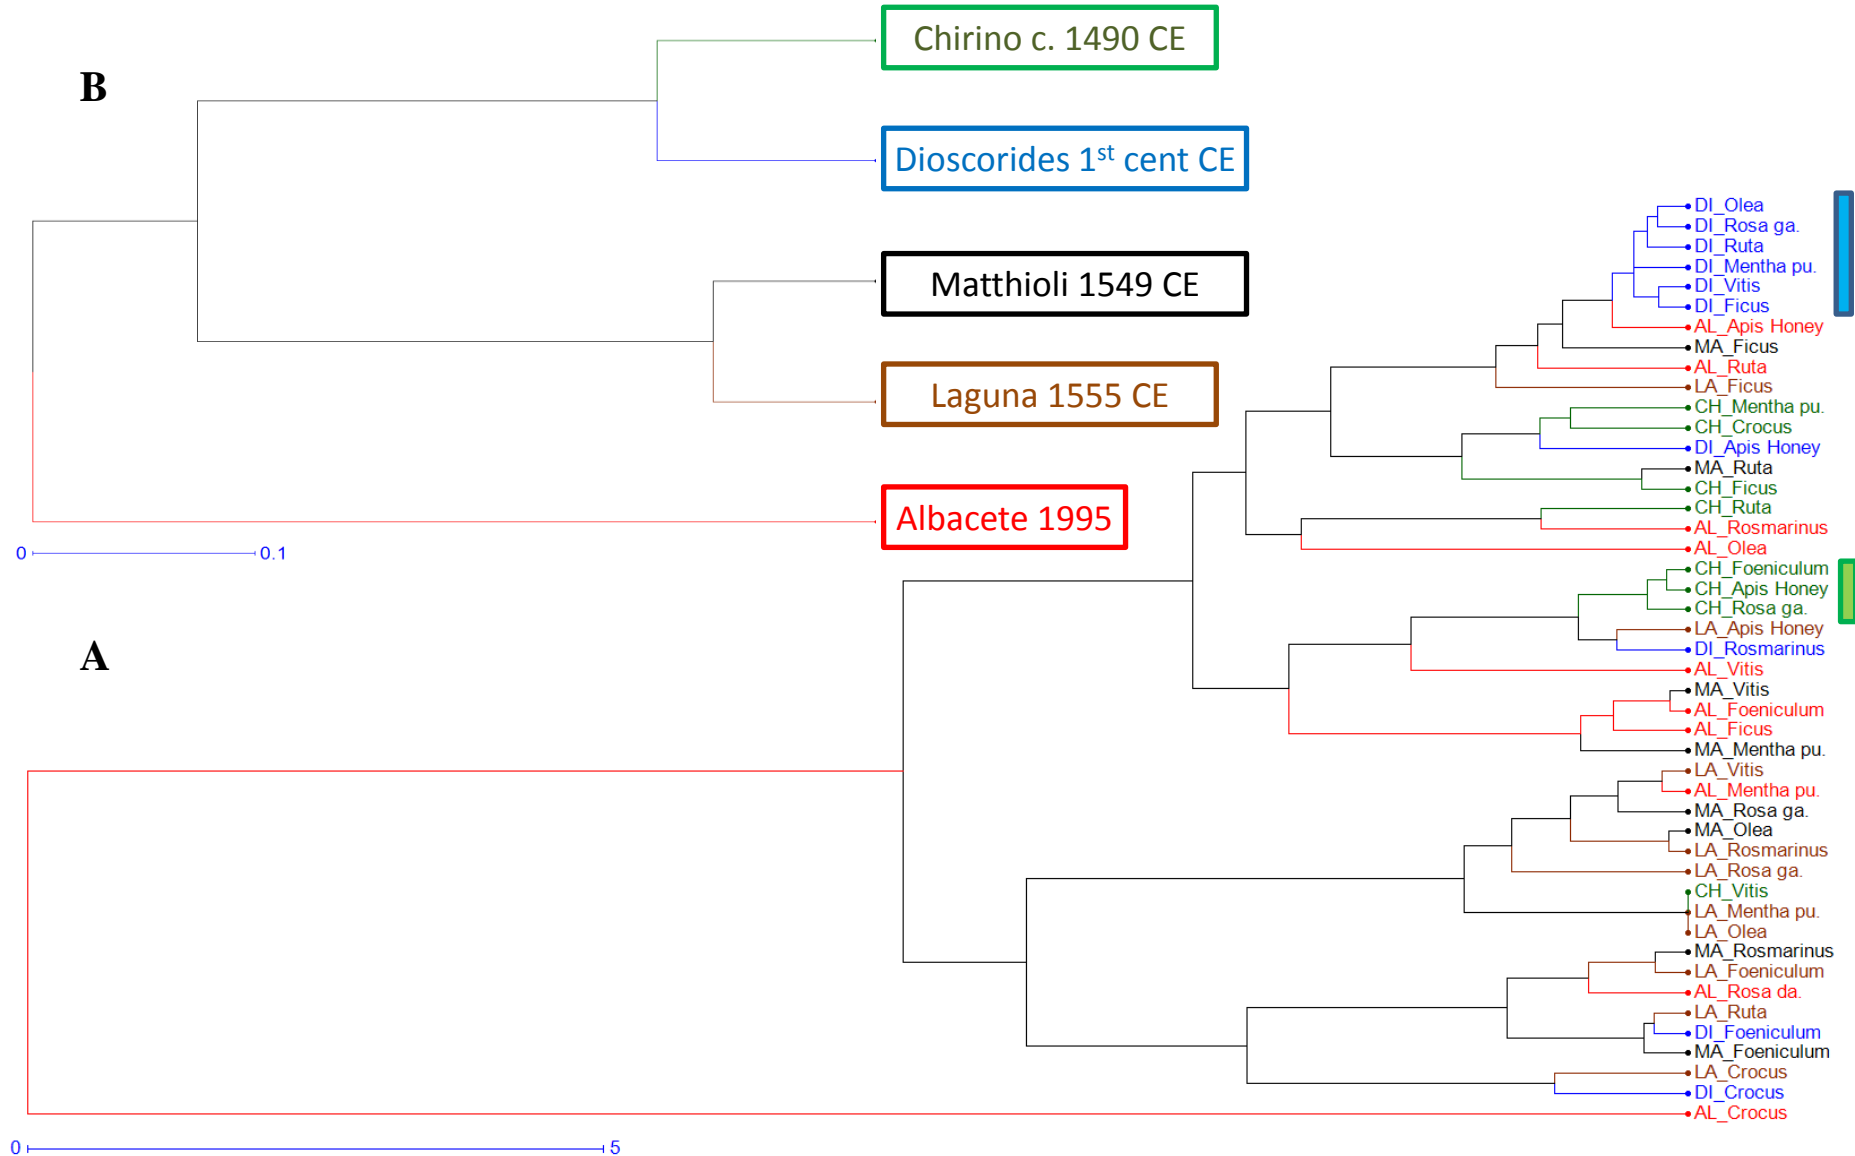 B
Chirino c. 1490 CE
Dioscorides 1st cent CE
Matthioli 1549 CE
Laguna 1555 CE
Albacete 1995
0 0.1
A
DI_Olea
DI_Rosa ga.
DI_Ruta
DI_Mentha pu.
DI_Vitis
DI_Ficus
AL_Apis Honey
MA_Ficus
AL_Ruta
LA_Ficus
CH_Mentha pu.
CH_Crocus
DI_Apis Honey
MA_Ruta
CH_Ficus
CH_Ruta
AL_Rosmarinus
AL_Olea
CH_Foeniculum
CH_Apis Honey
CH_Rosa ga.
LA_Apis Honey
DI_Rosmarinus
AL_Vitis
MA_Vitis
AL_Foeniculum
AL_Ficus
MA_Mentha pu.
LA_Vitis
AL_Mentha pu.
MA_Rosa ga.
MA_Olea
LA_Rosmarinus
LA_Rosa ga.
CH_Vitis
LA_Mentha pu.
LA_Olea
MA_Rosmarinus
LA_Foeniculum
AL_Rosa da.
LA_Ruta
DI_Foeniculum
MA_Foeniculum
LA_Crocus
DI_Crocus
AL_Crocus
0 5